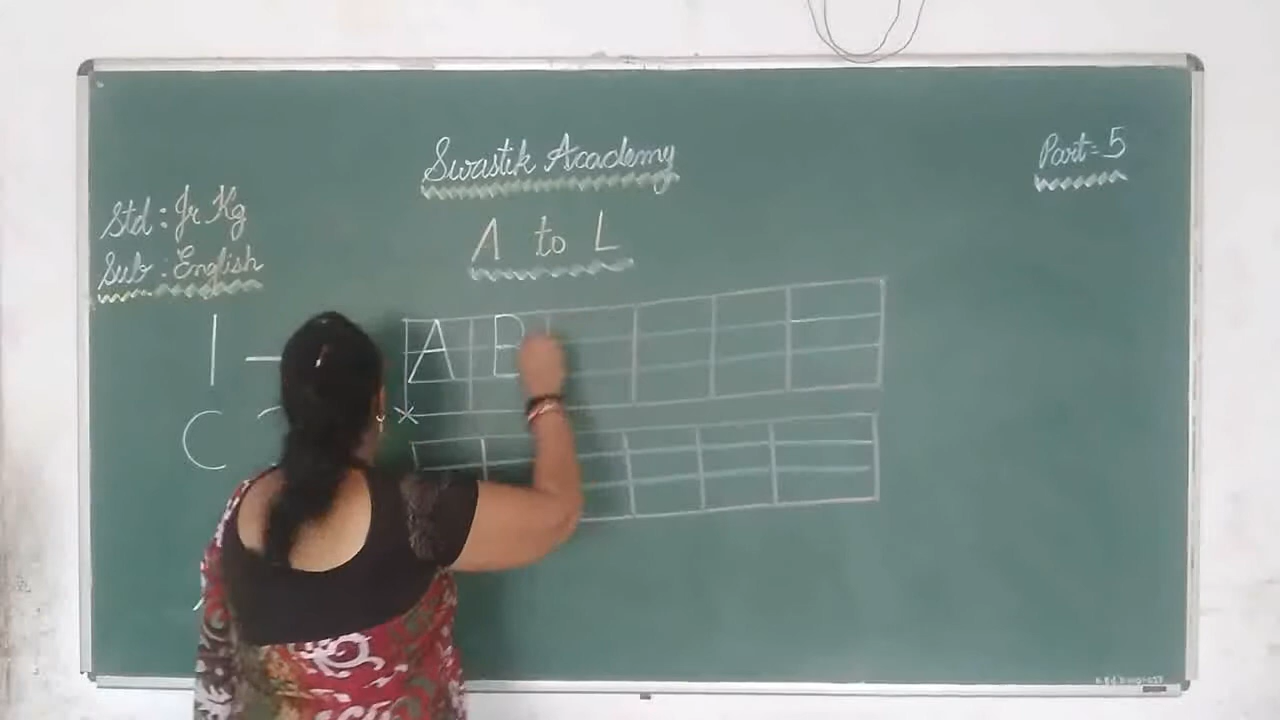 Swastik Academy
Part=5
Std : Jr Kg
Sub : English
A to L
A B